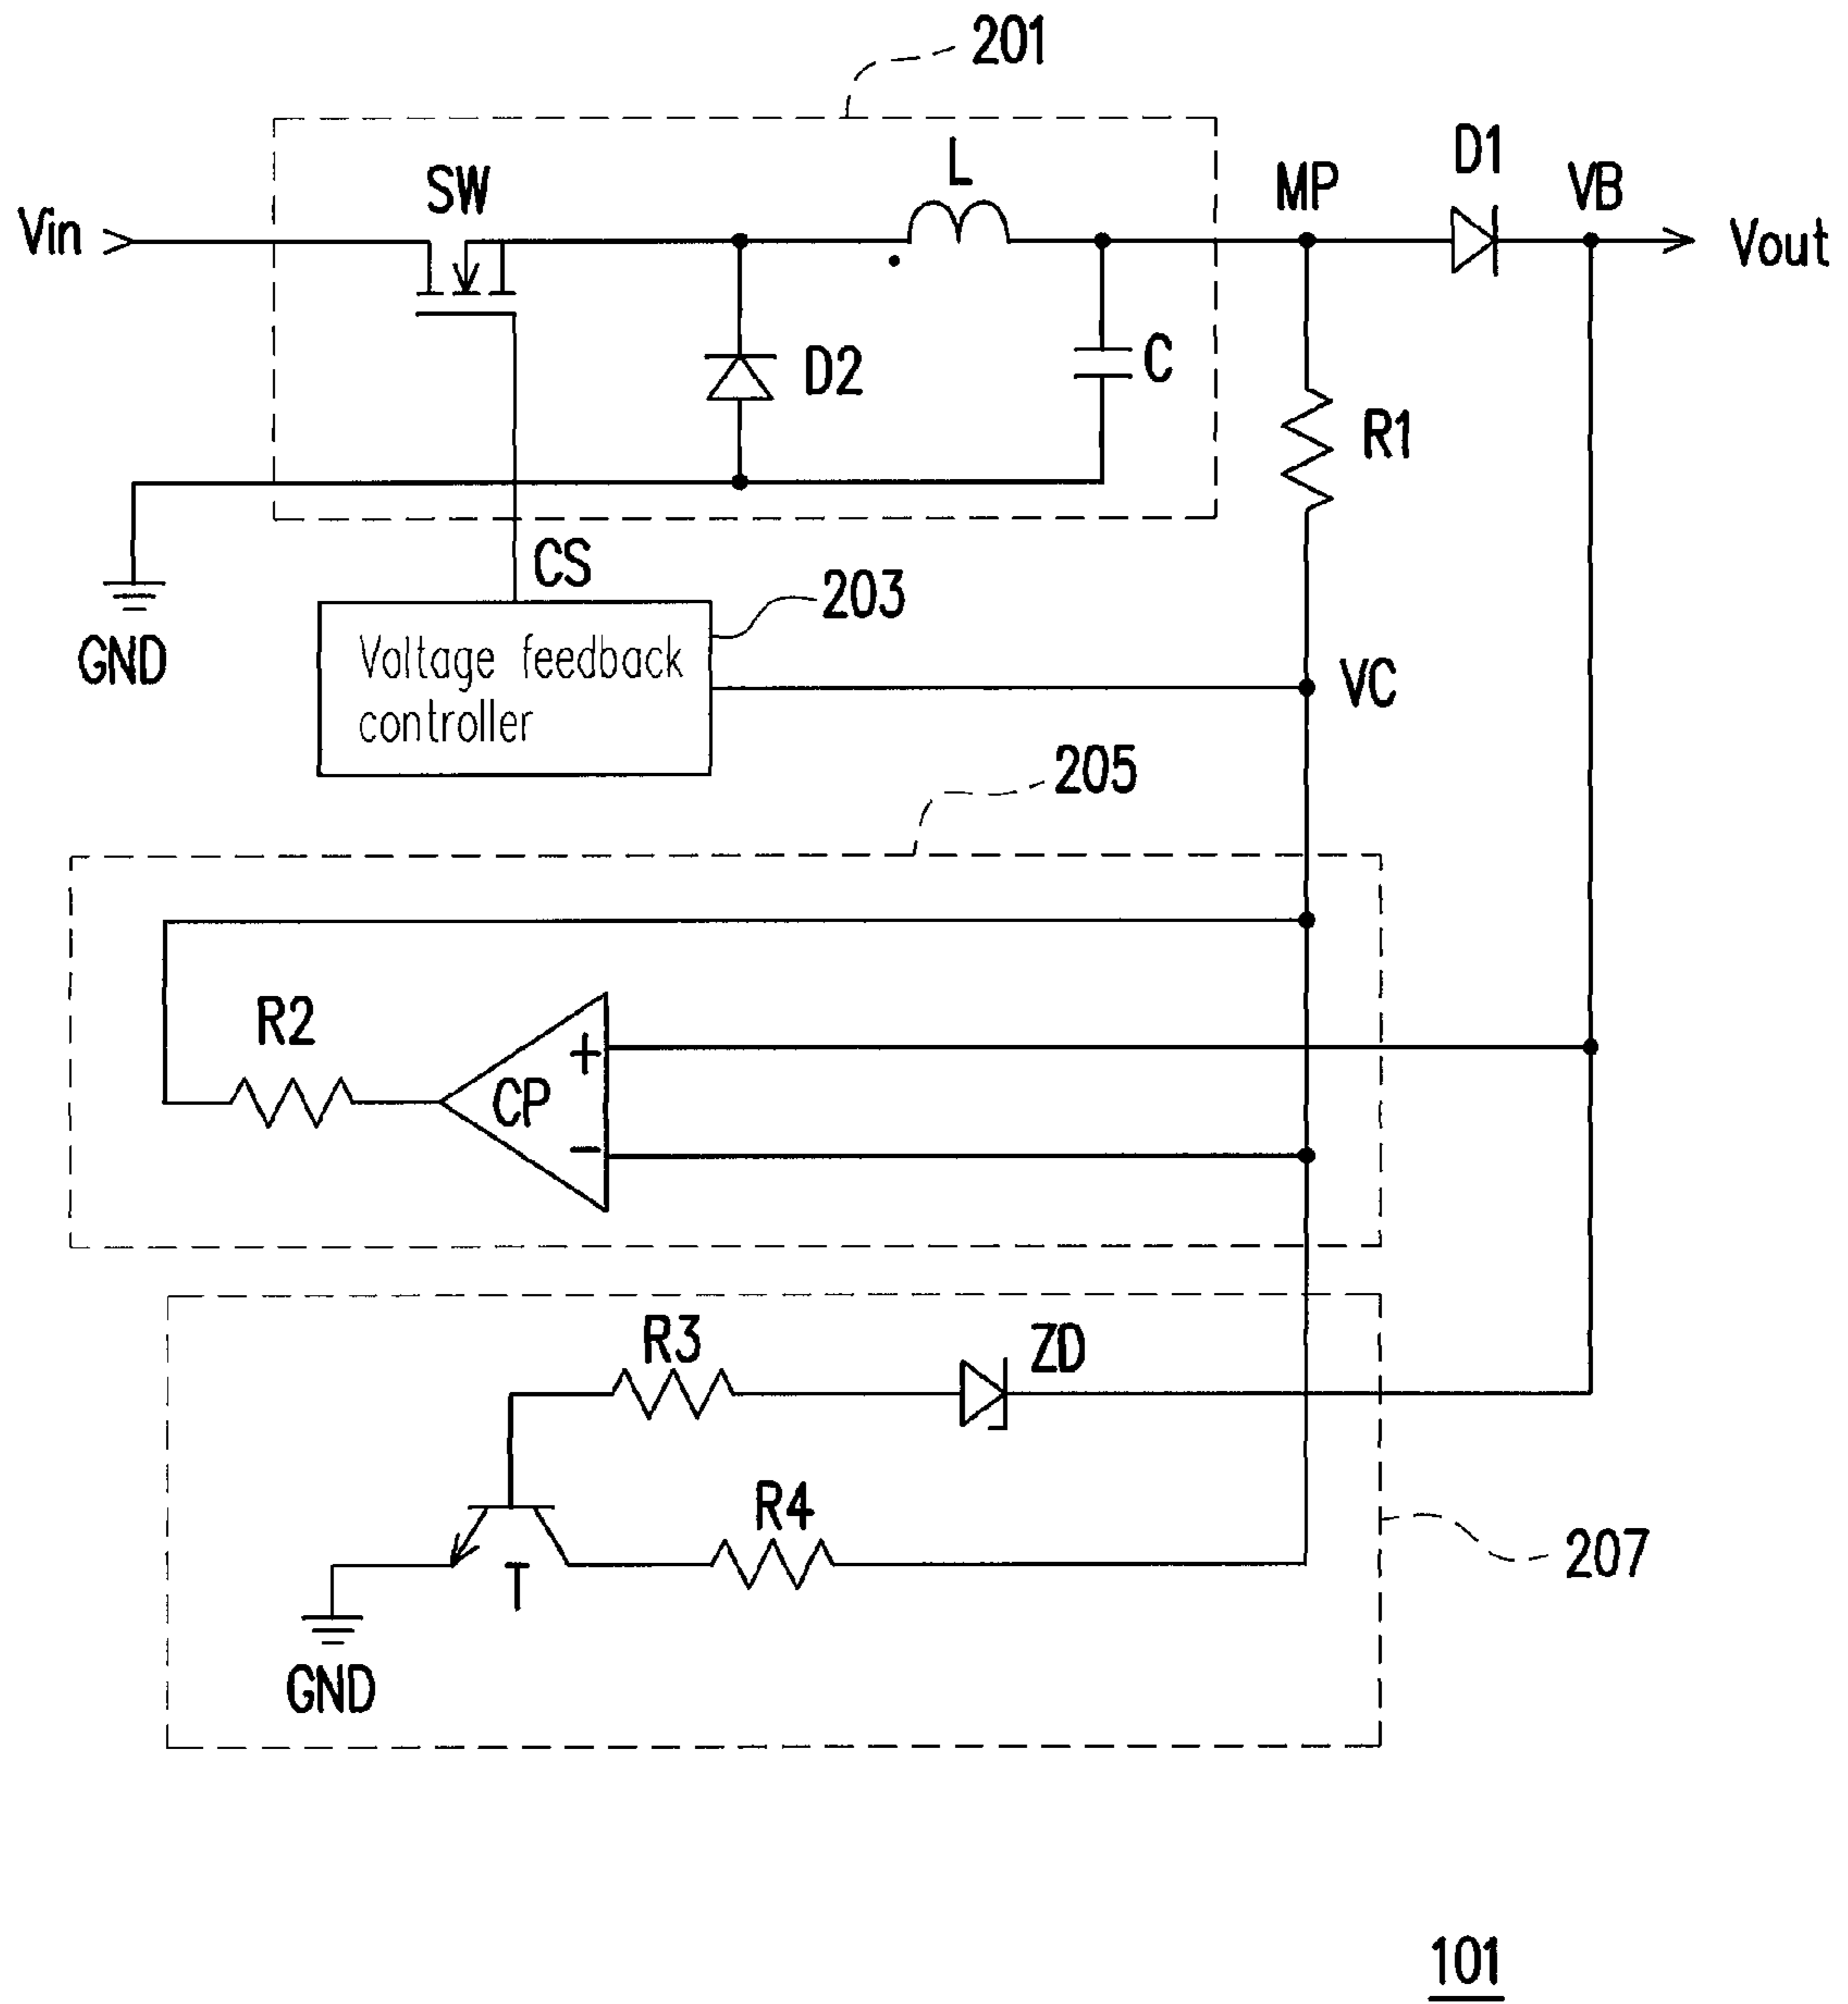 201
SW
L
MP
D1
VB
Vin
Vout
D2
C
R1
CS
203
GND
Voltage feedback
controller
VC
205
R2
+
CP
−
R3
ZD
R4
T
207
GND
101